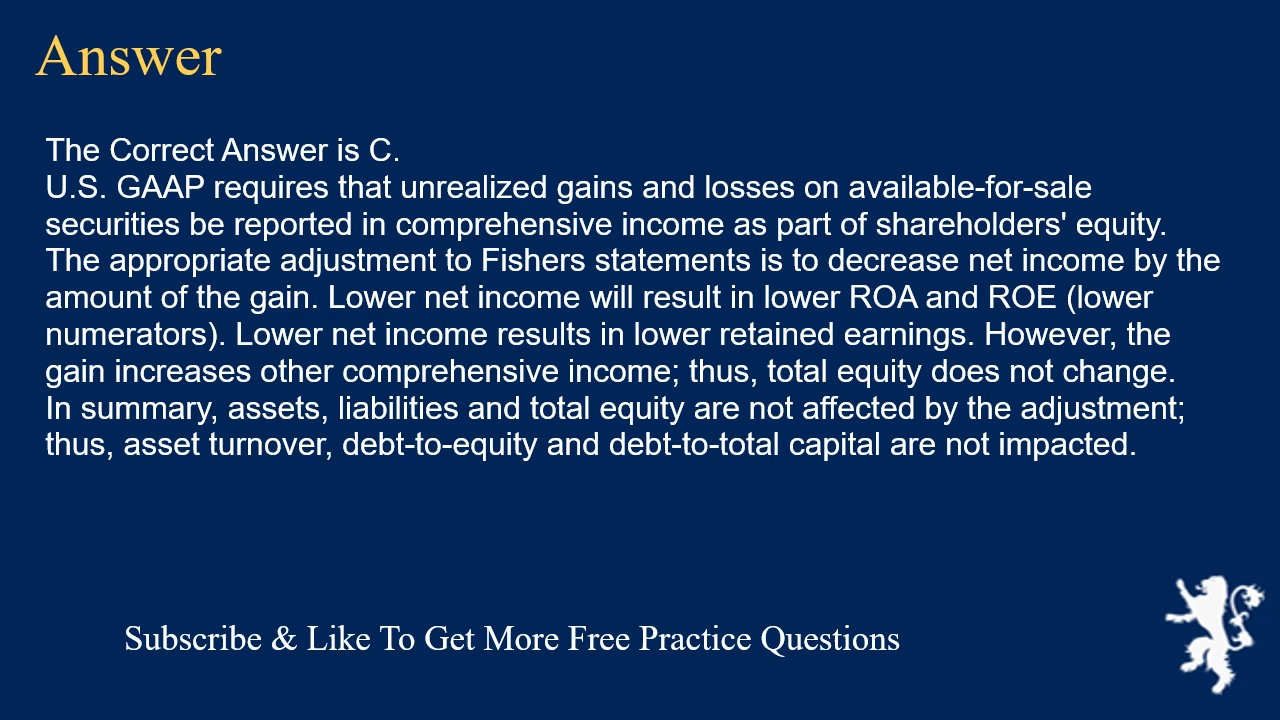 Answer
The Correct Answer is C.
U.S. GAAP requires that unrealized gains and losses on available-for-sale
securities be reported in comprehensive income as part of shareholders' equity.
The appropriate adjustment to Fishers statements is to decrease net income by the
amount of the gain. Lower net income will result in lower ROA and ROE (lower
numerators). Lower net income results in lower retained earnings. However, the
gain increases other comprehensive income; thus, total equity does not change.
In summary, assets, liabilities and total equity are not affected by the adjustment;
thus, asset turnover, debt-to-equity and debt-to-total capital are not impacted.
Subscribe & Like To Get More Free Practice Questions